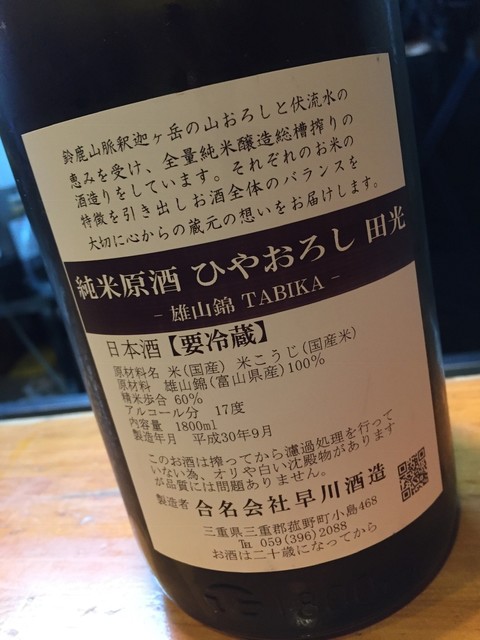 鈴鹿山脈釈迦ヶ岳の山おろしと伏流水の
恵みを受け、全量純米醸造総槽搾りの
酒造りをしています。それぞれのお米の
特徴を引き出しお酒全体のバランスを
大切に心からの蔵元の想いをお届けします。
純米原酒 ひやおろし 田光
- 雄山錦 TABIKA -
日本酒【要冷蔵】
原材料名 米(国産) 米こうじ(国産米)
原材料 雄山錦(富山県産)100%
精米歩合 60%
アルコール分 17度
内容量 1800ml
製造年月 平成30年9月
このお酒は搾ってから濾過処理を行って
いない為、オリや白い沈殿物があります
が品質には問題ありません。
製造者 合名会社早川酒造
三重県三重郡菰野町小島468
℡ 059(396)2088
お酒は二十歳になってから